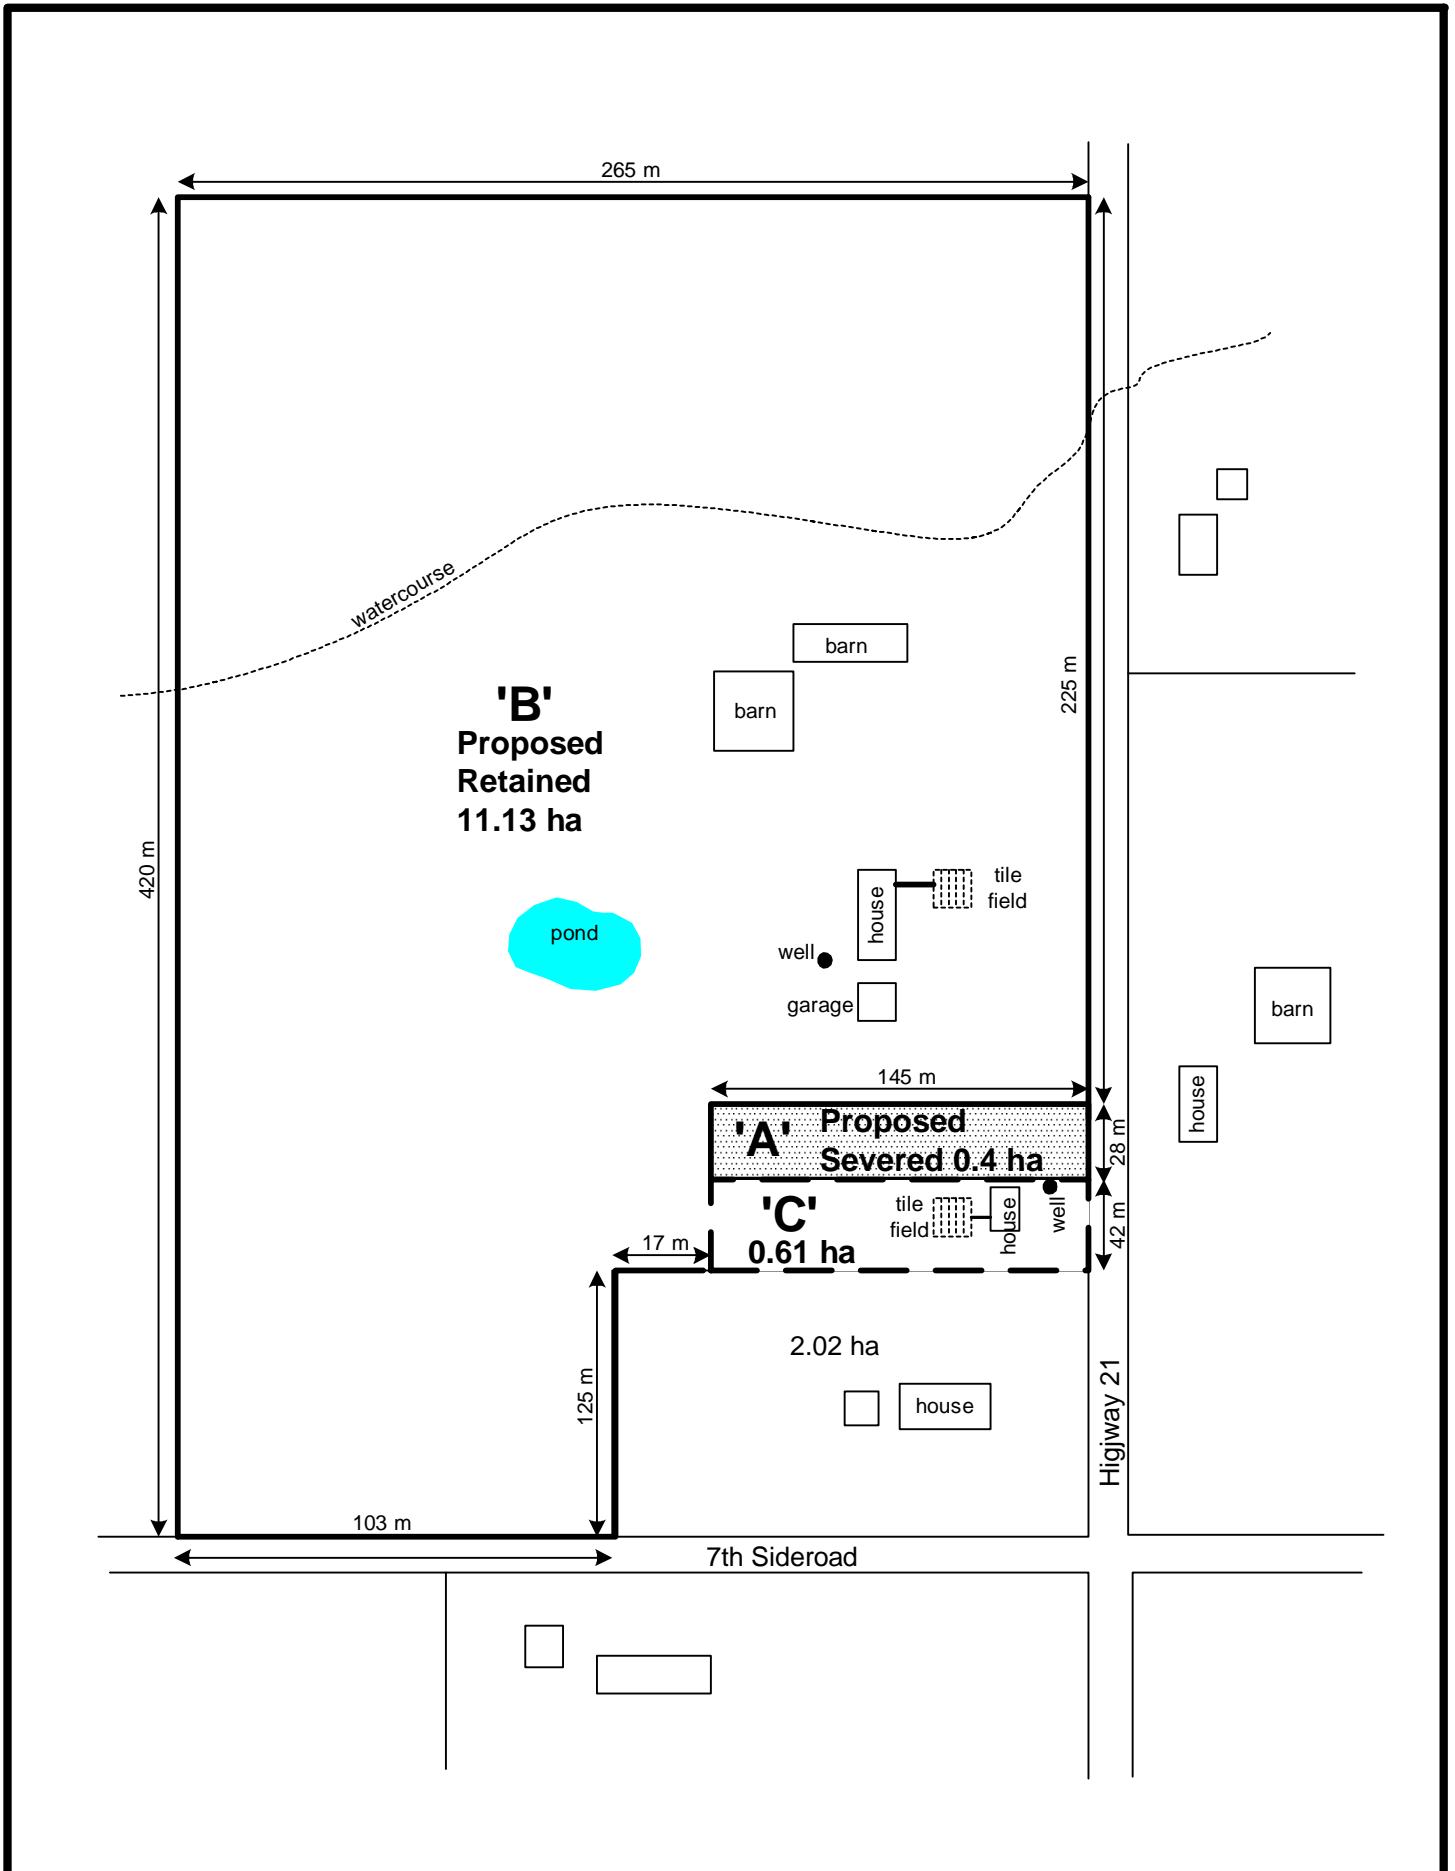 265 m
watercourse
barn
barn
225 m
'B'
Proposed
Retained
11.13 ha
420 m
pond
house
tile
field
well
garage
barn
house
145 m
'A'
Proposed
Severed 0.4 ha
28 m
'C'
0.61 ha
tile
field
house
well
42 m
17 m
125 m
2.02 ha
house
Higjway 21
103 m
7th Sideroad